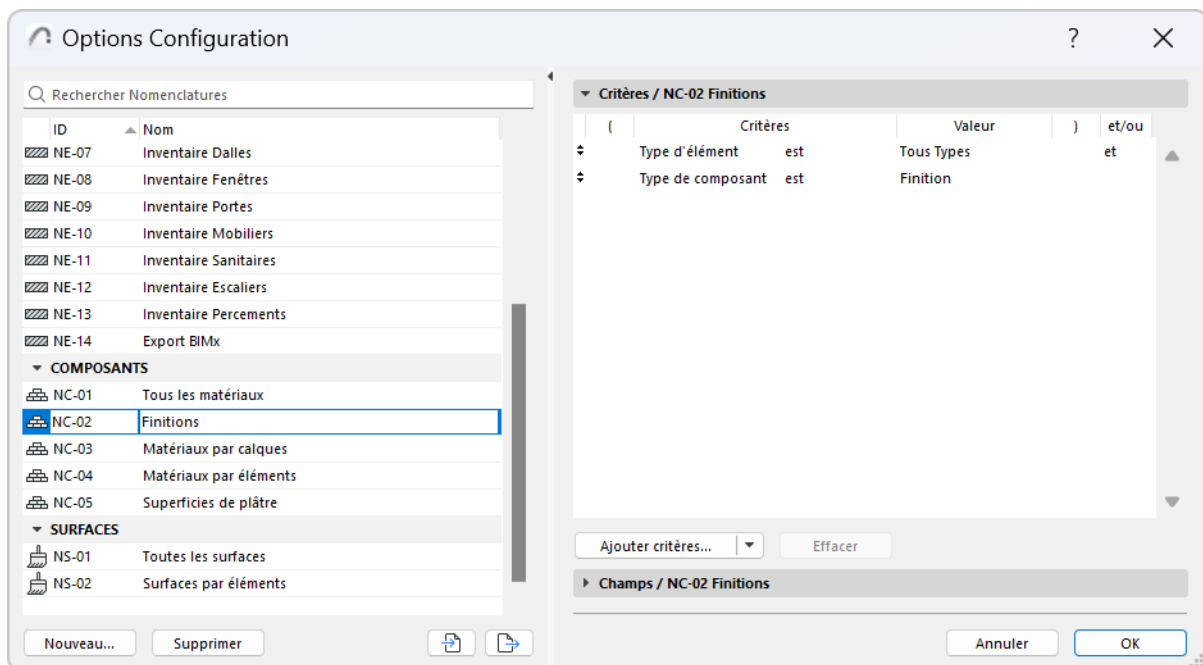 Options Configuration ?
Rechercher Nomenclatures
ID Nom
NE-07 Inventaire Dalles
NE-08 Inventaire Fenêtres
NE-09 Inventaire Portes
NE-10 Inventaire Mobiliers
NE-11 Inventaire Sanitaires
NE-12 Inventaire Escaliers
NE-13 Inventaire Percements
NE-14 Export BIMx
COMPOSANTS
NC-01 Tous les matériaux
NC-02 Finitions
NC-03 Matériaux par calques
NC-04 Matériaux par éléments
NC-05 Superficies de plâtre
SURFACES
NS-01 Toutes les surfaces
NS-02 Surfaces par éléments
Nouveau... Supprimer
Critères / NC-02 Finitions
( Critères Valeur ) et/ou
Type d'élément est Tous Types et
Type de composant est Finition
Ajouter critères... Effacer
Champs / NC-02 Finitions
Annuler OK